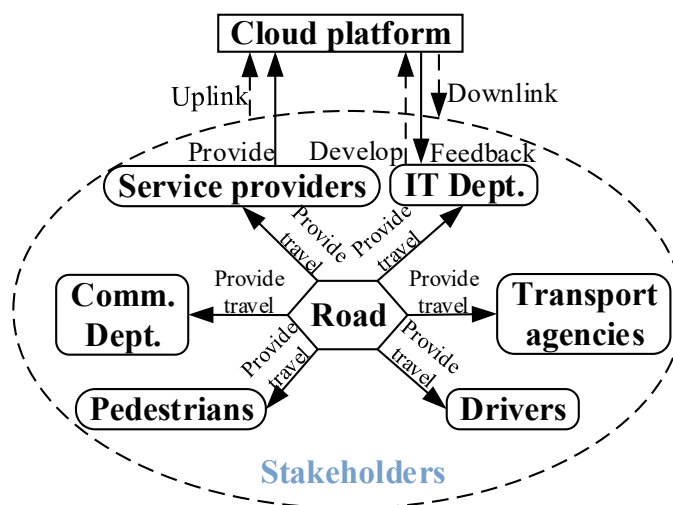 Cloud platform
Uplink
Downlink
Provide
Develop
Feedback
Service providers
IT Dept.
Provide
travel
Provide
travel
Comm.
Dept.
Provide
travel
Road
Provide
travel
Transport
agencies
Provide
travel
Provide
travel
Pedestrians
Drivers
Stakeholders